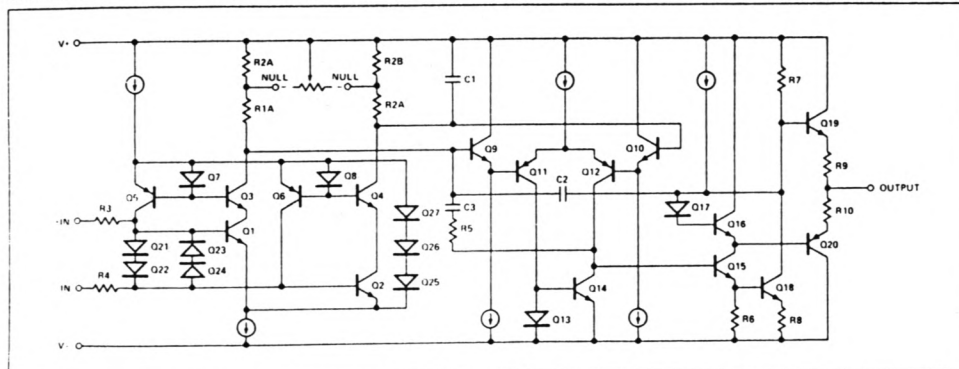 V+
R2A
NULL
NULL
R2B
C1
R7
R1A
R2A
Q9
Q10
Q19
Q11
Q12
R9
Q7
Q3
Q8
Q5
Q6
Q4
C2
OUTPUT
R3
Q27
Q17
Q16
R10
-IN
Q1
C3
Q21
Q23
R5
Q26
Q20
Q22
Q24
Q15
R4
IN
Q25
Q2
Q14
Q18
Q13
R6
R8
V-